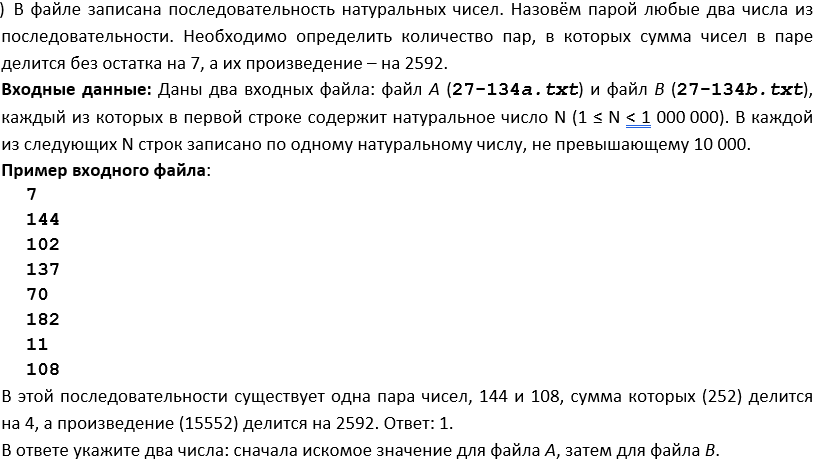 ) В файле записана последовательность натуральных чисел. Назовём парой любые два числа из
последовательности. Необходимо определить количество пар, в которых сумма чисел в паре
делится без остатка на 7, а их произведение – на 2592.
Входные данные: Даны два входных файла: файл A (27-134a.txt) и файл B (27-134b.txt),
каждый из которых в первой строке содержит натуральное число N (1 ≤ N < 1 000 000). В каждой
из следующих N строк записано по одному натуральному числу, не превышающему 10 000.
Пример входного файла:
7
144
102
137
70
182
11
108
В этой последовательности существует одна пара чисел, 144 и 108, сумма которых (252) делится
на 4, а произведение (15552) делится на 2592. Ответ: 1.
В ответе укажите два числа: сначала искомое значение для файла A, затем для файла B.